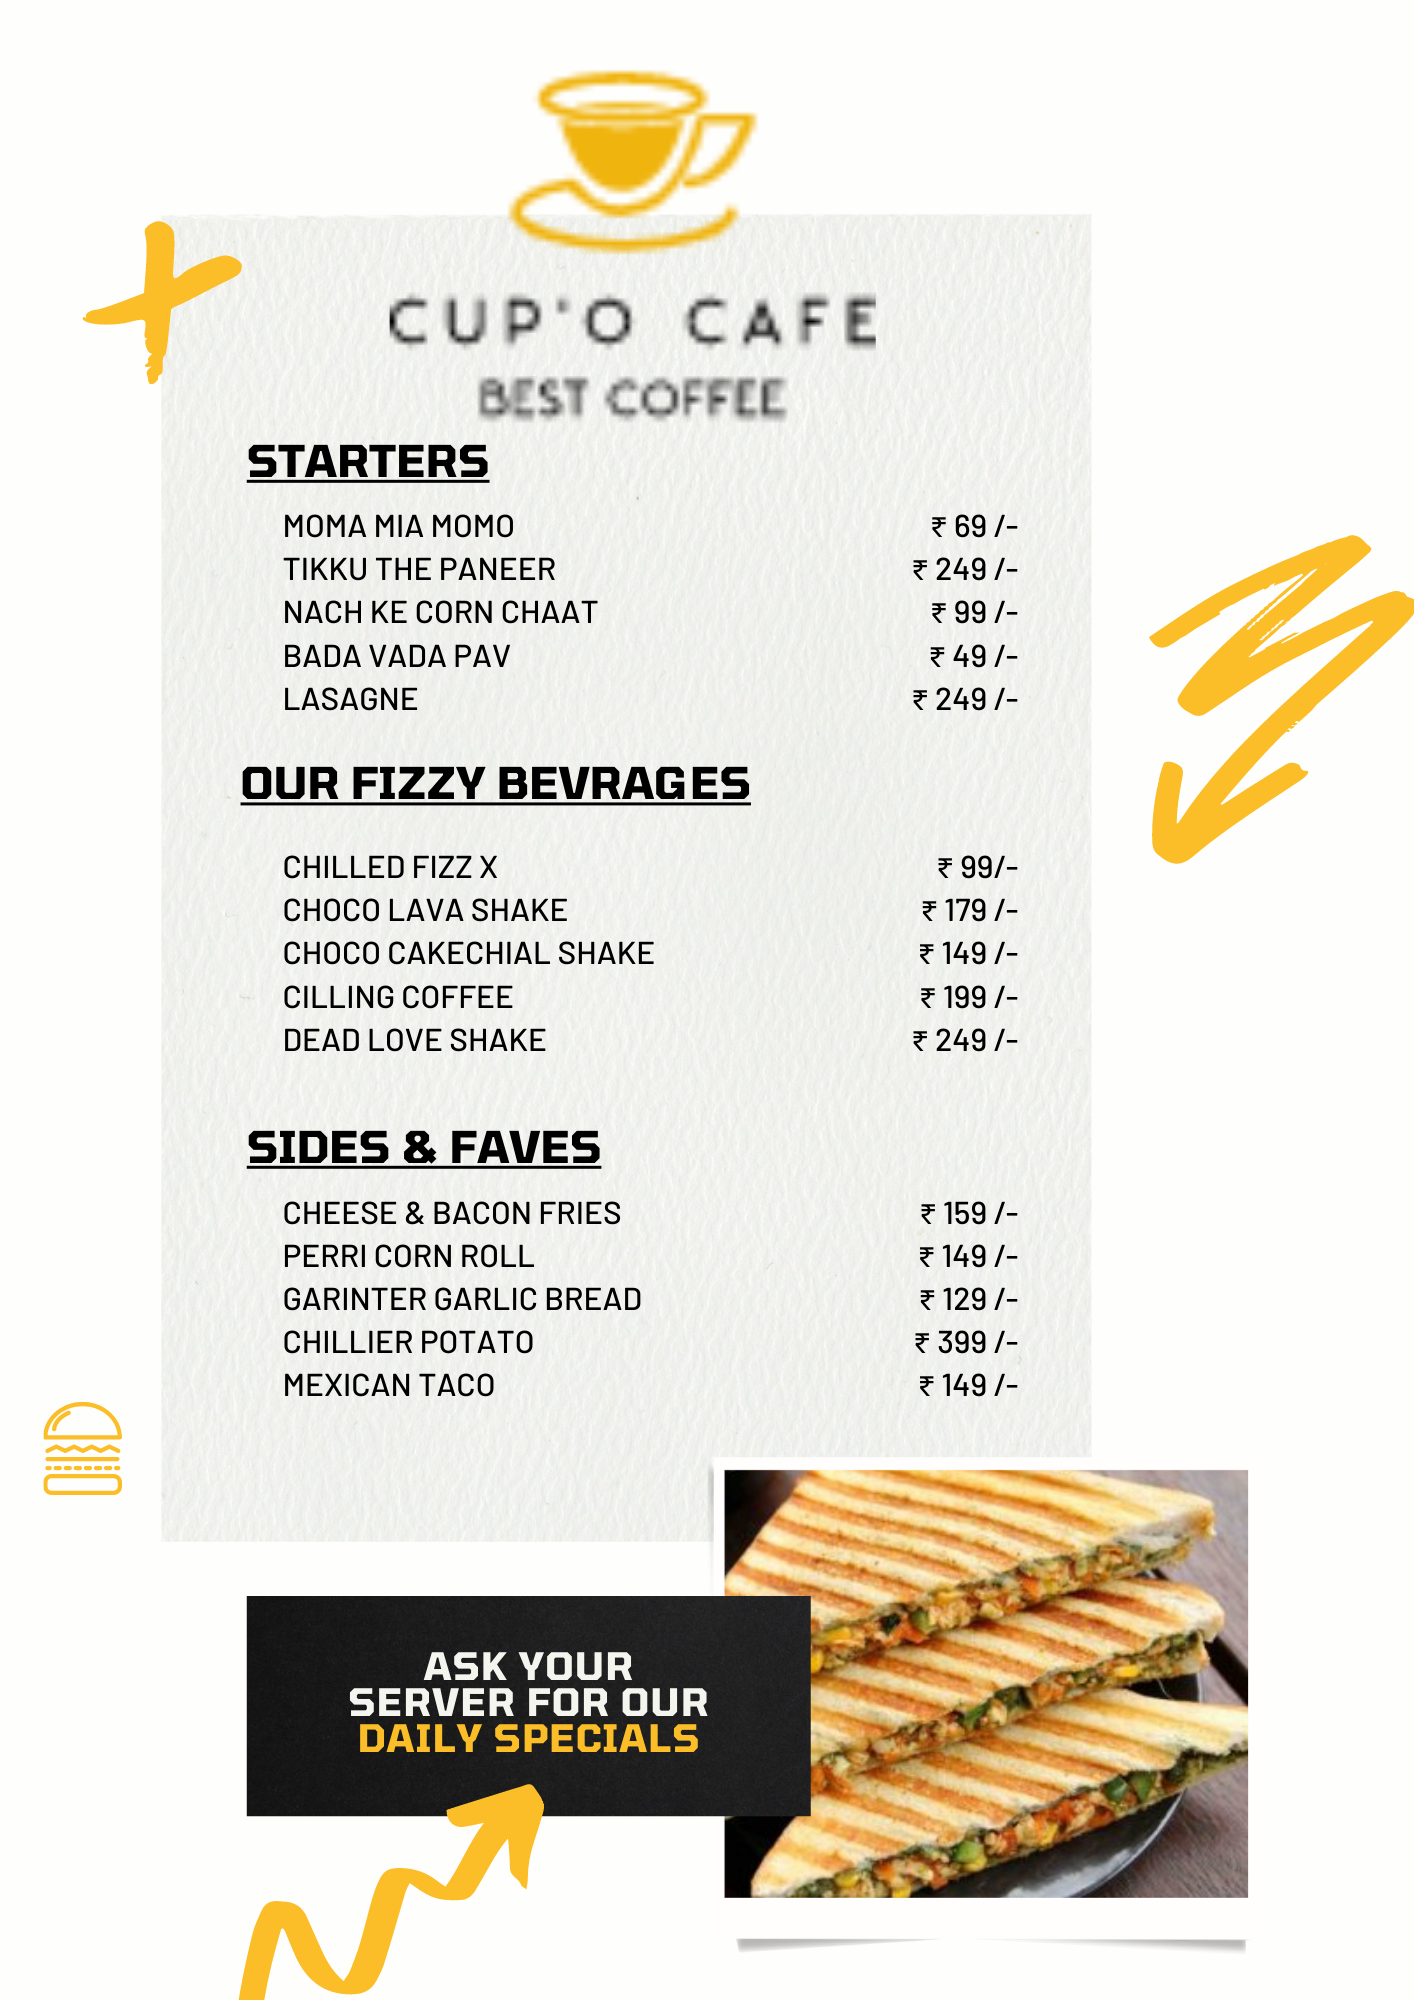 CUP'O CAFE
BEST COFFEE
STARTERS
MOMA MIA MOMO ₹ 69 /-
TIKKU THE PANEER ₹ 249 /-
NACH KE CORN CHAAT ₹ 99 /-
BADA VADA PAV ₹ 49 /-
LASAGNE ₹ 249 /-
OUR FIZZY BEVRAGES
CHILLED FIZZ X ₹ 99/-
CHOCO LAVA SHAKE ₹ 179 /-
CHOCO CAKECHIAL SHAKE ₹ 149 /-
CILLING COFFEE ₹ 199 /-
DEAD LOVE SHAKE ₹ 249 /-
SIDES & FAVES
CHEESE & BACON FRIES ₹ 159 /-
PERRI CORN ROLL ₹ 149 /-
GARINTER GARLIC BREAD ₹ 129 /-
CHILLIER POTATO ₹ 399 /-
MEXICAN TACO ₹ 149 /-
ASK YOUR
SERVER FOR OUR
DAILY SPECIALS